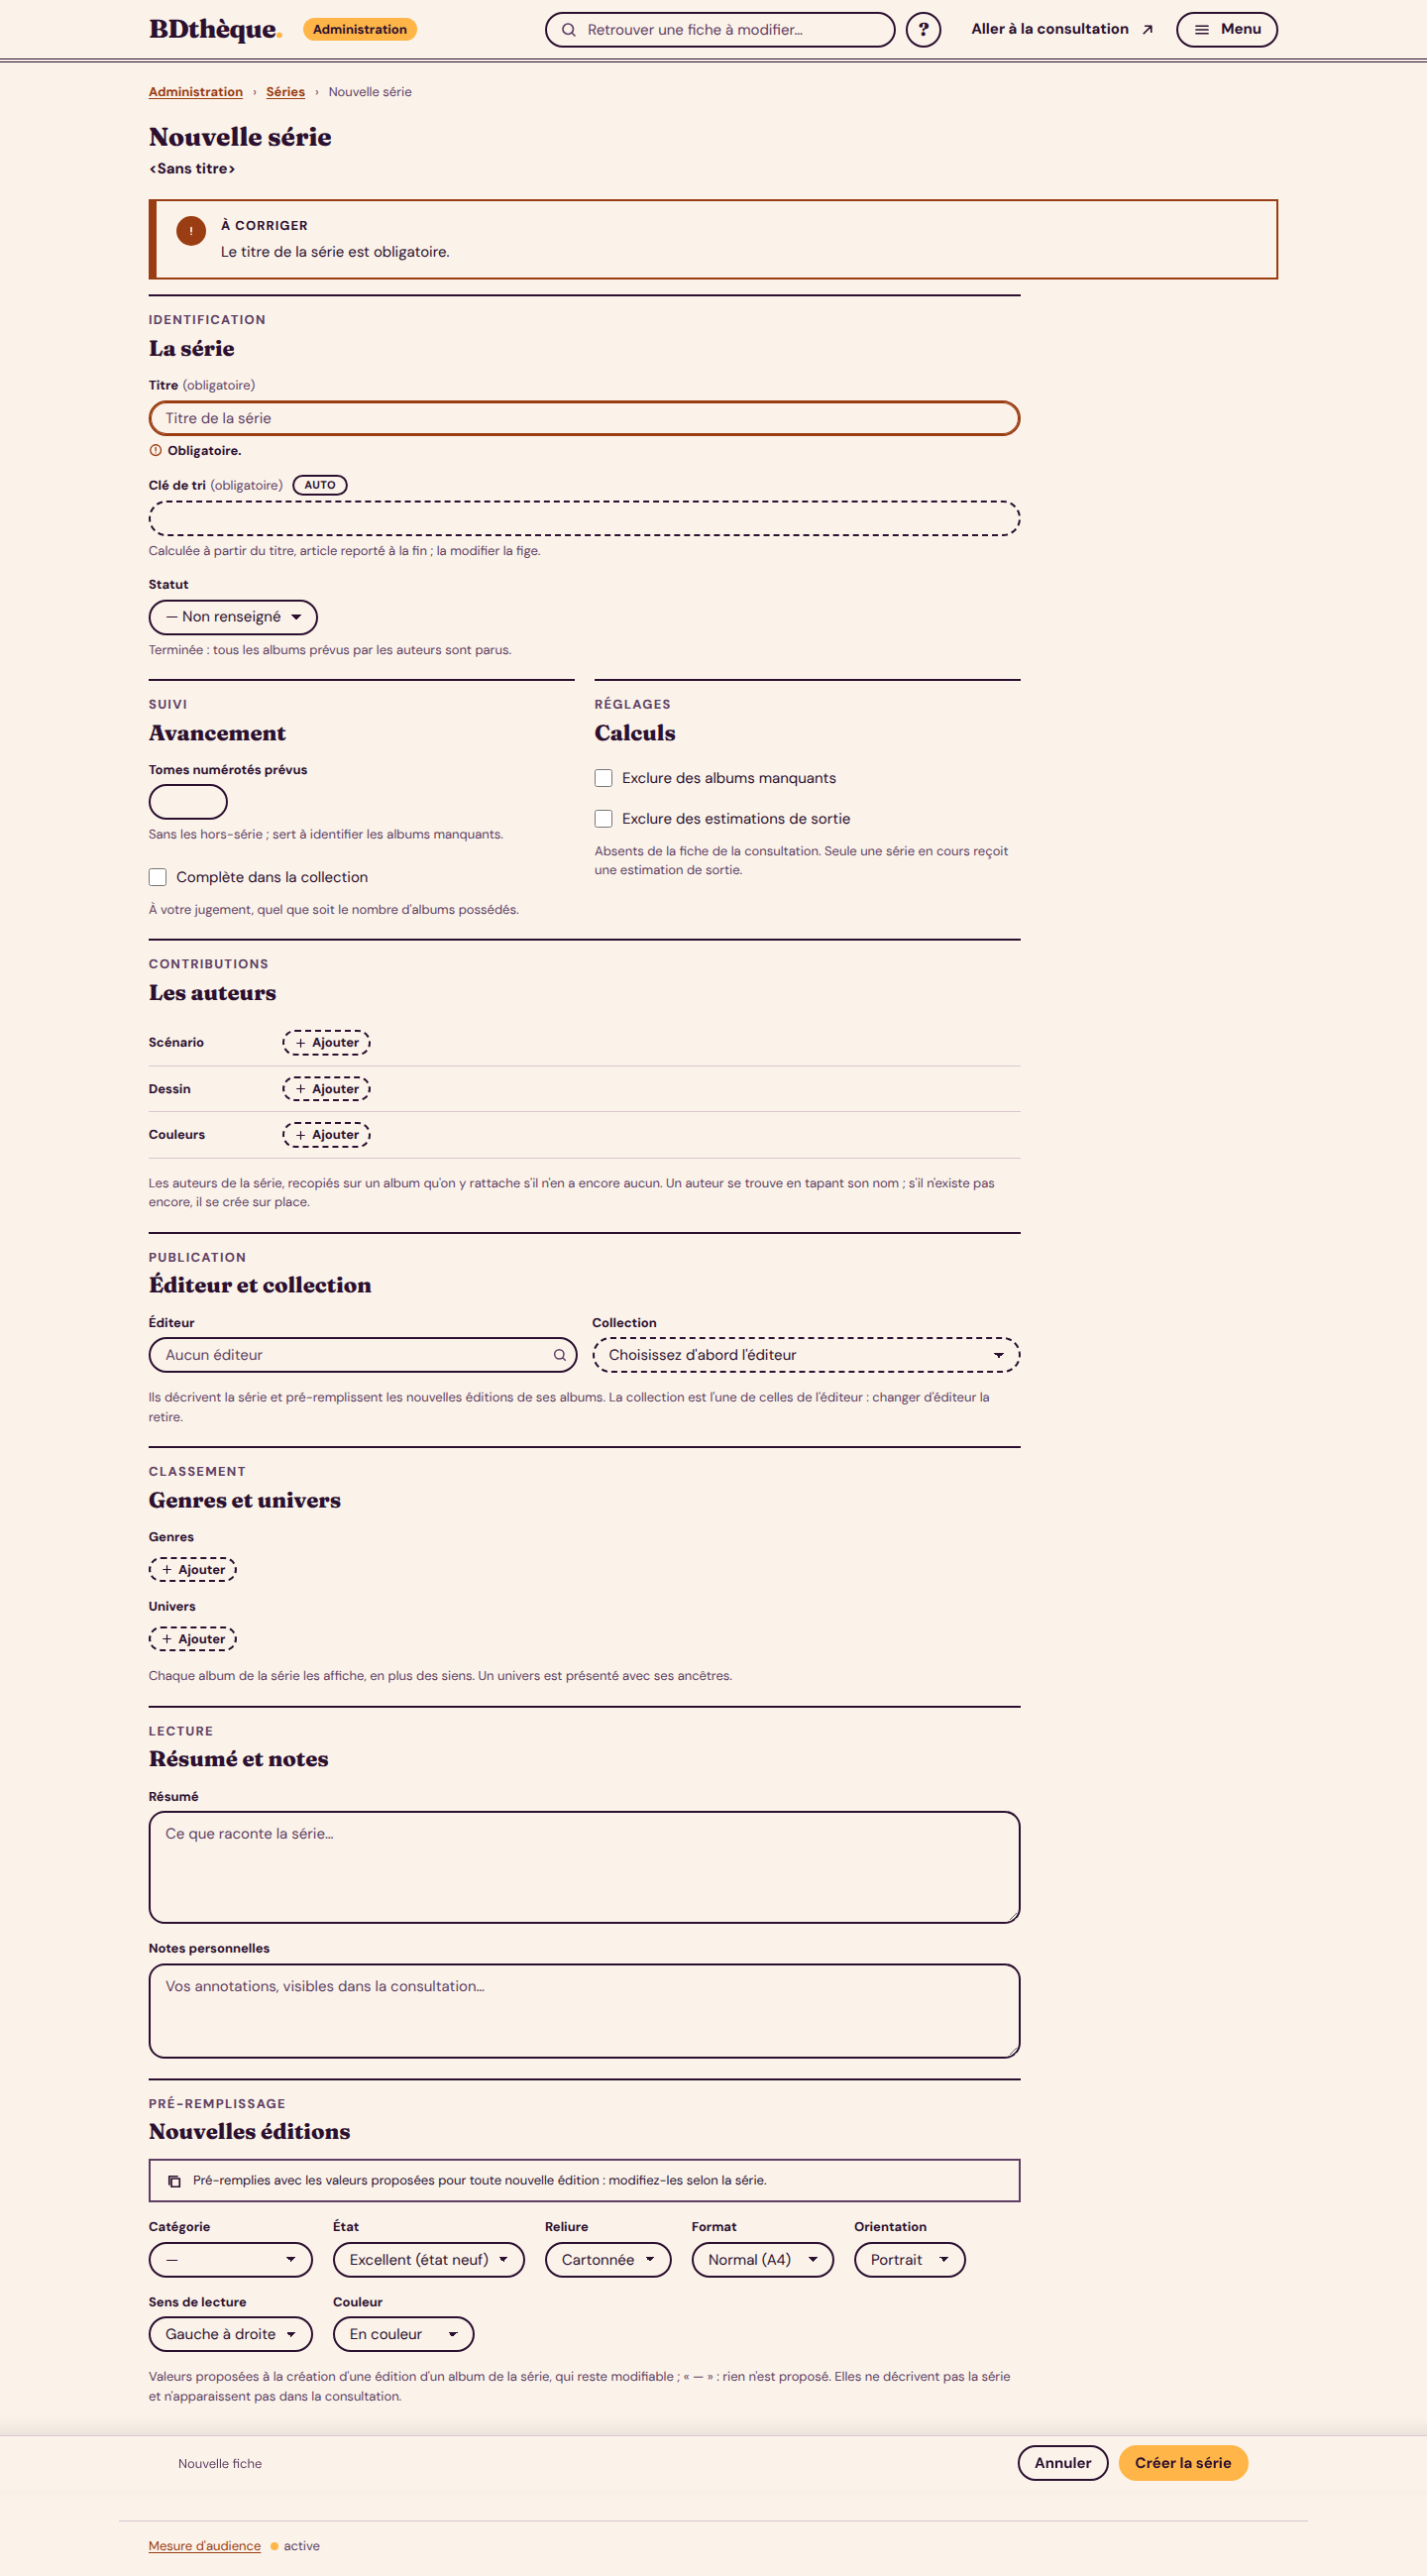 BDthèque. Administration Retrouver une fiche à modifier... ? Aller à la consultation Menu
Administration › Séries › Nouvelle série
Nouvelle série
<Sans titre>
À CORRIGER
Le titre de la série est obligatoire.
IDENTIFICATION
La série
Titre (obligatoire)
Titre de la série
Obligatoire.
Clé de tri (obligatoire) AUTO
Calculée à partir du titre, article reporté à la fin ; la modifier la fige.
Statut
— Non renseigné
Terminée : tous les albums prévus par les auteurs sont parus.
SUIVI
Avancement
Tomes numérotés prévus
Sans les hors-série ; sert à identifier les albums manquants.
Complète dans la collection
À votre jugement, quel que soit le nombre d'albums possédés.
RÉGLAGES
Calculs
Exclure des albums manquants
Exclure des estimations de sortie
Absents de la fiche de la consultation. Seule une série en cours reçoit
une estimation de sortie.
CONTRIBUTIONS
Les auteurs
Scénario + Ajouter
Dessin + Ajouter
Couleurs + Ajouter
Les auteurs de la série, recopiés sur un album qu'on y rattache s'il n'en a encore aucun. Un auteur se trouve en tapant son nom ; s'il n'existe pas
encore, il se crée sur place.
PUBLICATION
Éditeur et collection
Éditeur Collection
Aucun éditeur Choisissez d'abord l'éditeur
Ils décrivent la série et pré-remplissent les nouvelles éditions de ses albums. La collection est l'une de celles de l'éditeur : changer d'éditeur la
retire.
CLASSEMENT
Genres et univers
Genres
+ Ajouter
Univers
+ Ajouter
Chaque album de la série les affiche, en plus des siens. Un univers est présenté avec ses ancêtres.
LECTURE
Résumé et notes
Résumé
Ce que raconte la série...
Notes personnelles
Vos annotations, visibles dans la consultation...
PRÉ-REMPLISSAGE
Nouvelles éditions
Pré-remplies avec les valeurs proposées pour toute nouvelle édition : modifiez-les selon la série.
Catégorie État Reliure Format Orientation
— Excellent (état neuf) Cartonnée Normal (A4) Portrait
Sens de lecture Couleur
Gauche à droite En couleur
Valeurs proposées à la création d'une édition d'un album de la série, qui reste modifiable ; « — » : rien n'est proposé. Elles ne décrivent pas la série
et n'apparaissent pas dans la consultation.
Nouvelle fiche Annuler Créer la série
Mesure d'audience active